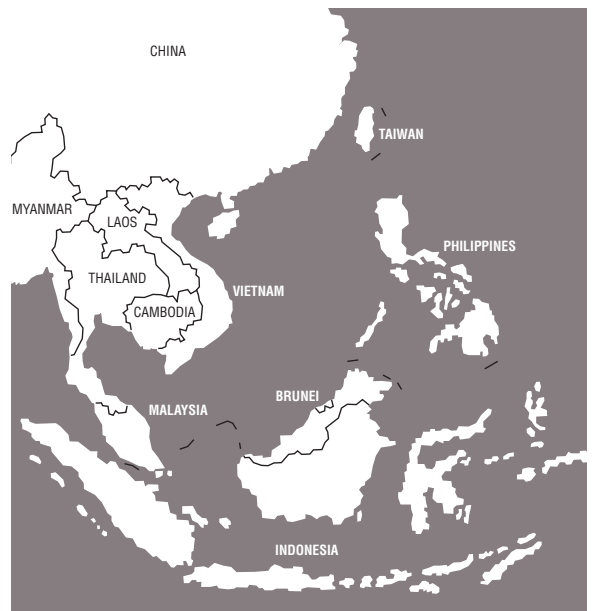 CHINA
TAIWAN
MYANMAR
LAOS
PHILIPPINES
THAILAND
VIETNAM
CAMBODIA
BRUNEI
MALAYSIA
INDONESIA